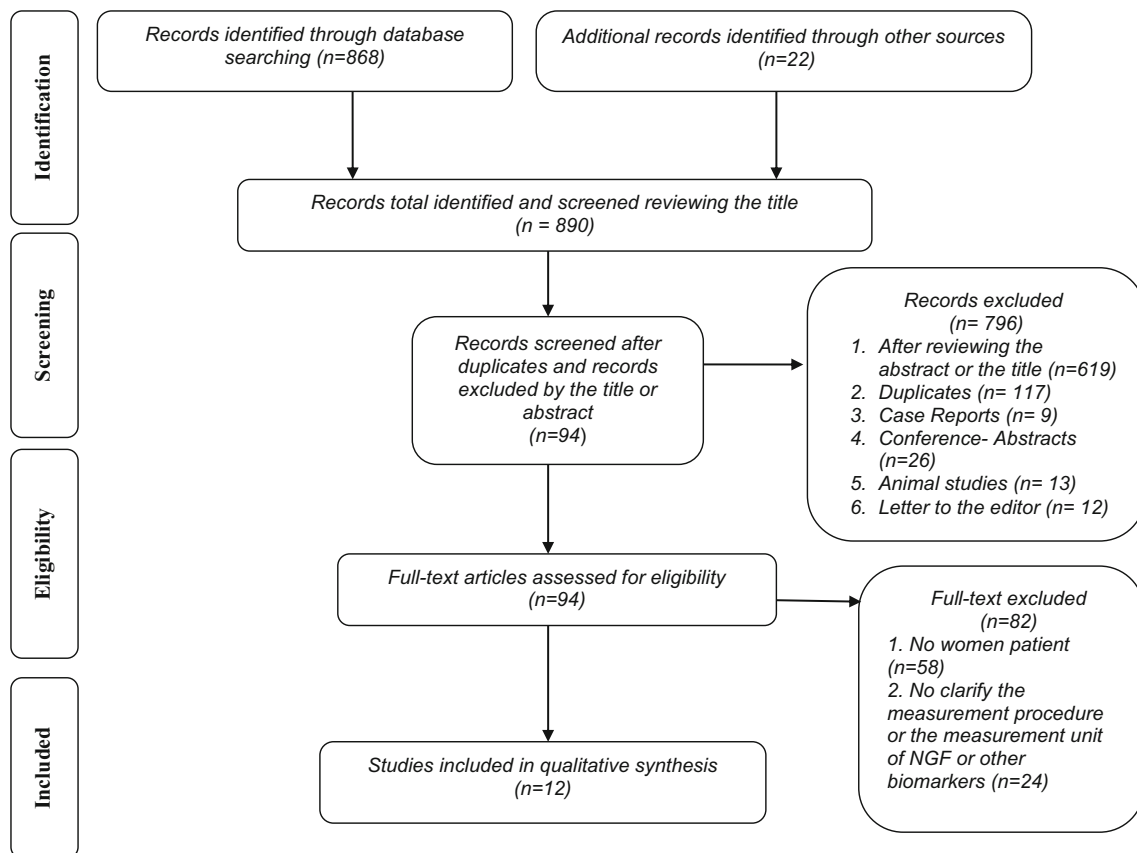 Identification
Records identified through database
searching (n=868)
Additional records identified through other sources
(n=22)
Records total identified and screened reviewing the title
(n = 890)
Screening
Records screened after
duplicates and records
excluded by the title or
abstract
(n=94)
Records excluded
(n= 796)
1. After reviewing the
abstract or the title (n=619)
2. Duplicates (n= 117)
3. Case Reports (n= 9)
4. Conference- Abstracts
(n=26)
5. Animal studies (n= 13)
6. Letter to the editor (n= 12)
Eligibility
Full-text articles assessed for eligibility
(n=94)
Full-text excluded
(n=82)
1. No women patient
(n=58)
2. No clarify the
measurement procedure
or the measurement unit
of NGF or other
biomarkers (n=24)
Included
Studies included in qualitative synthesis
(n=12)